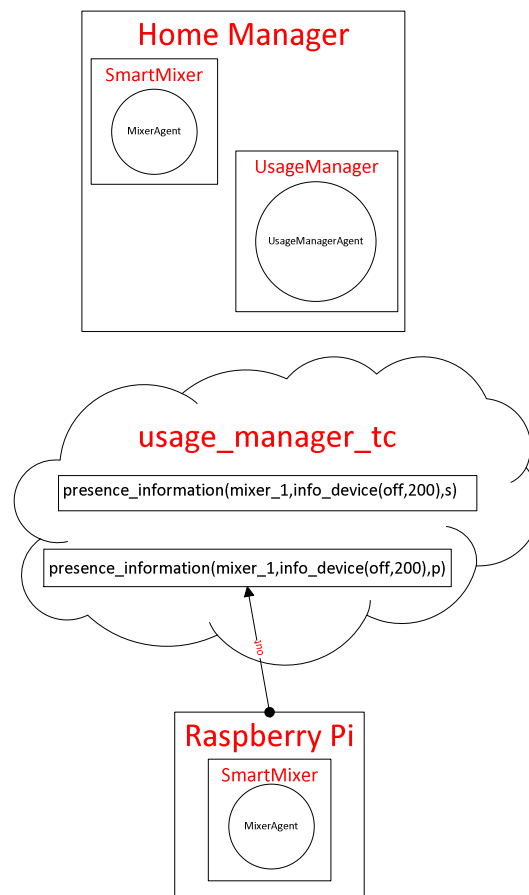 Home Manager
SmartMixer
MixerAgent
UsageManager
UsageManagerAgent
usage_manager_tc
presence_information(mixer_1,info_device(off,200),s)
presence_information(mixer_1,info_device(off,200),p)
out
Raspberry Pi
SmartMixer
MixerAgent